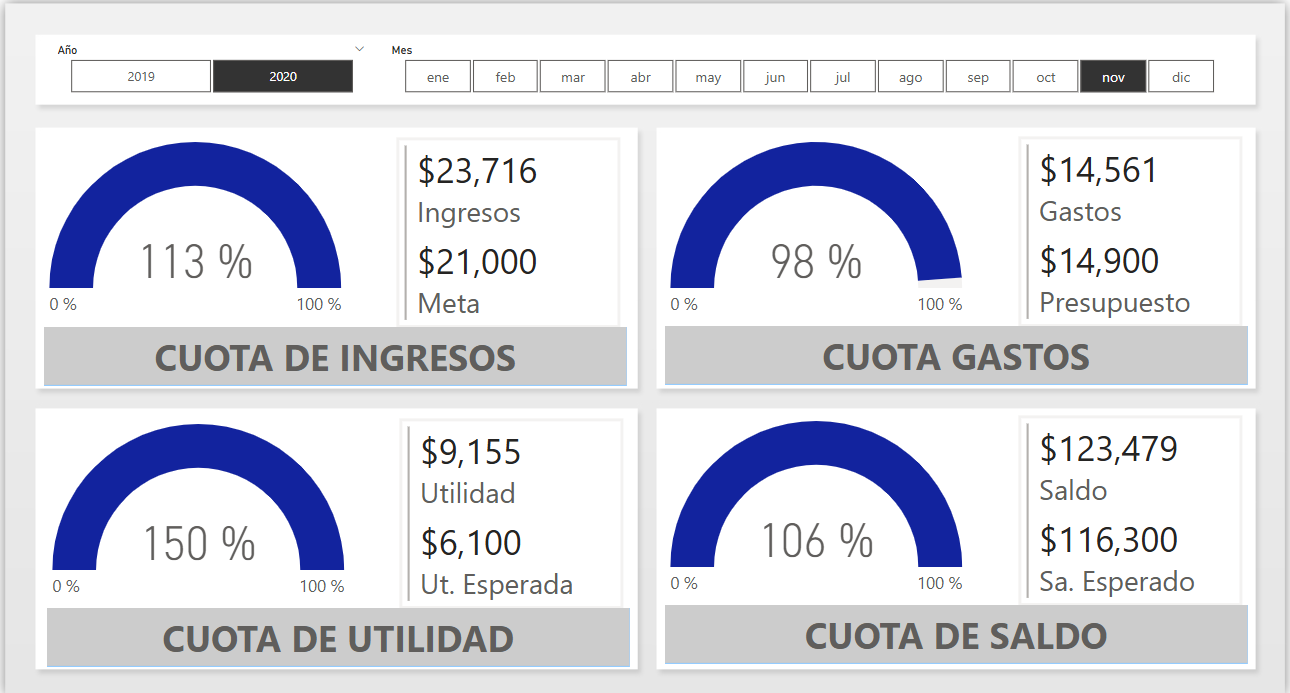 Año
2019 2020
Mes
ene feb mar abr may jun jul ago sep oct nov dic
113 %
0 % 100 %
$23,716
Ingresos
$21,000
Meta
CUOTA DE INGRESOS
98 %
0 % 100 %
$14,561
Gastos
$14,900
Presupuesto
CUOTA GASTOS
150 %
0 % 100 %
$9,155
Utilidad
$6,100
Ut. Esperada
CUOTA DE UTILIDAD
106 %
0 % 100 %
$123,479
Saldo
$116,300
Sa. Esperado
CUOTA DE SALDO